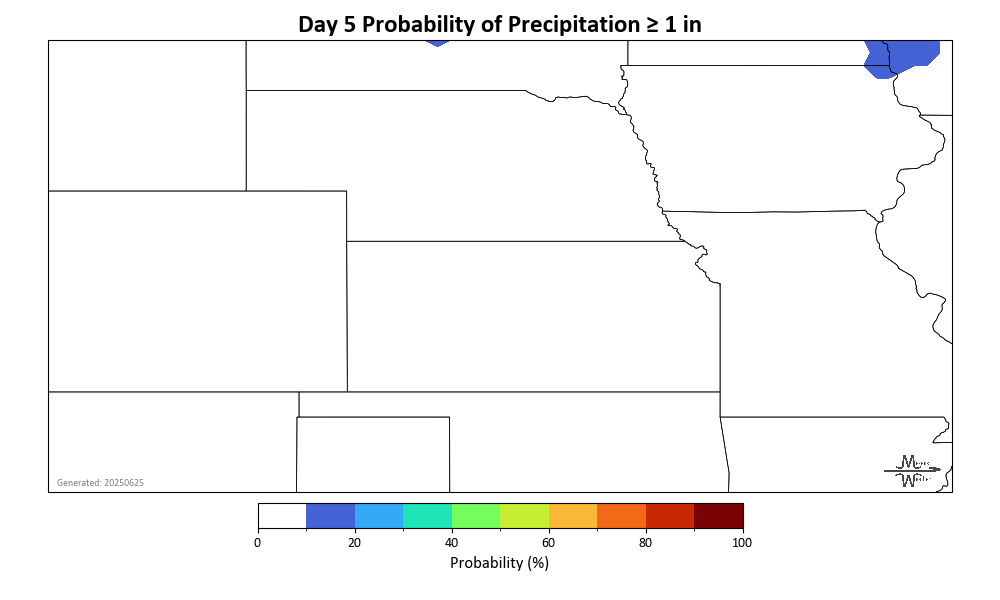 Day 5 Probability of Precipitation ≥ 1 in
Generated: 20250625
0 20 40 60 80 100
Probability (%)